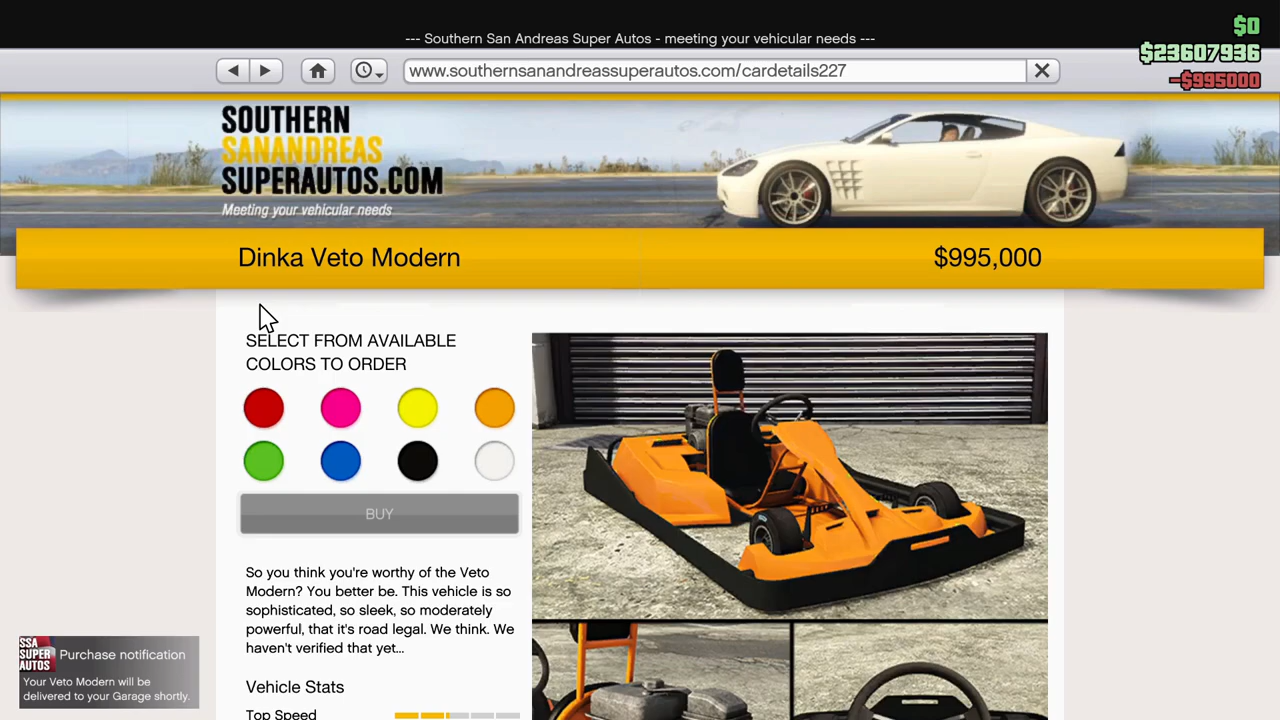 --- Southern San Andreas Super Autos - meeting your vehicular needs ---
$0
$23607936
-$995000
www.southernsanandreassuperautos.com/cardetails227
SOUTHERN
SANANDREAS
SUPERAUTOS.COM
Meeting your vehicular needs
Dinka Veto Modern
$995,000
SELECT FROM AVAILABLE
COLORS TO ORDER
BUY
So you think you're worthy of the Veto
Modern? You better be. This vehicle is so
sophisticated, so sleek, so moderately
powerful, that it's road legal. We think. We
haven't verified that yet...
Vehicle Stats
Top Speed
SSA
SUPER
AUTOS
Purchase notification
Your Veto Modern will be
delivered to your Garage shortly.